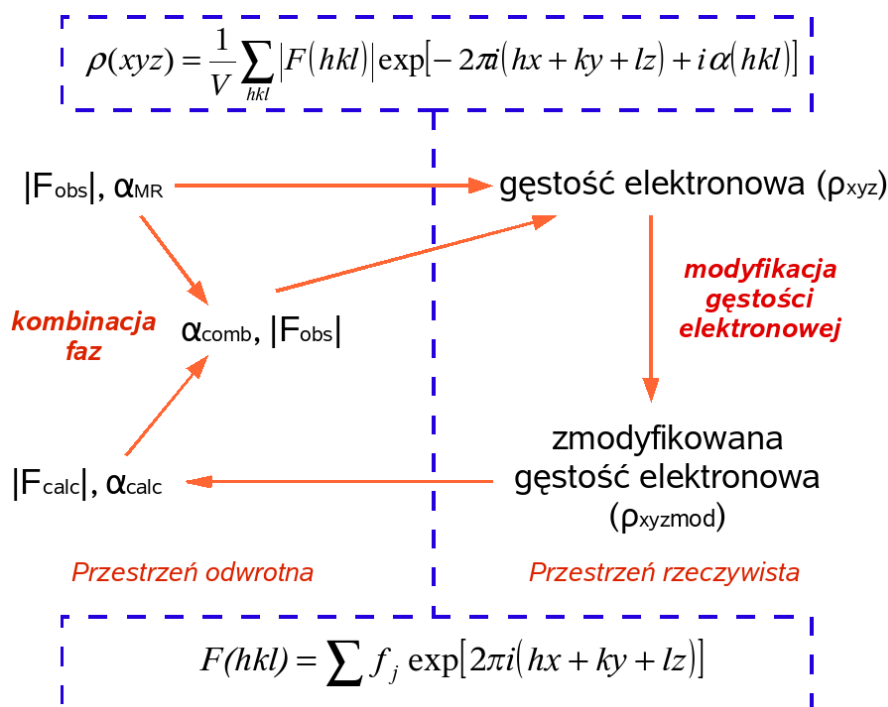 ρ(xyz) = 1/V ∑hkl |F(hkl)| exp[− 2πi(hx + ky + lz) + iα(hkl)]
|Fobs|, αMR
gęstość elektronowa (ρxyz)
modyfikacja
gęstości
elektronowej
kombinacja
faz
αcomb, |Fobs|
zmodyfikowana
gęstość elektronowa
(ρxyzmod)
|Fcalc|, αcalc
Przestrzeń odwrotna
Przestrzeń rzeczywista
F(hkl) = ∑ fj exp[2πi(hx + ky + lz)]